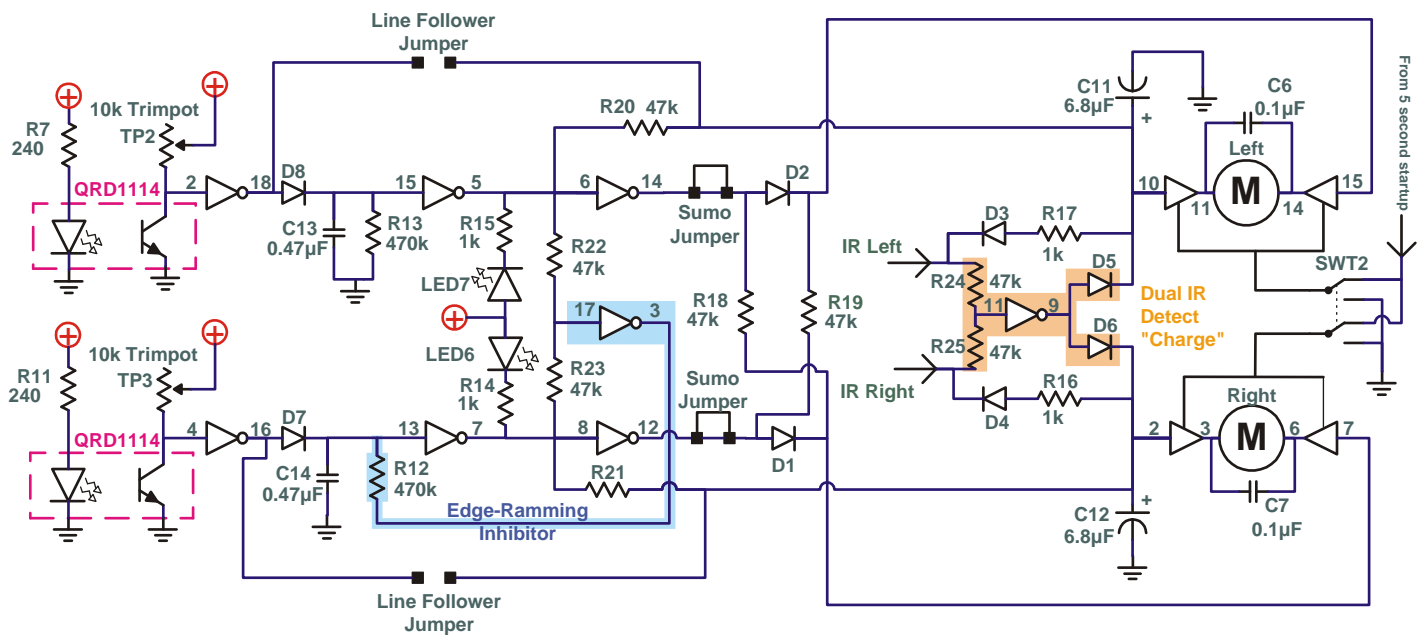 Line Follower
Jumper
From 5 second startup
10k Trimpot
TP2
R7
240
QRD1114
2
18
D8
C13
0.47µF
R13
470k
15
5
R15
1k
LED7
R20 47k
6
14
Sumo
Jumper
D2
R22
47k
C11
6.8µF
+
C6
0.1µF
Left
M
10
11
14
15
IR Left
D3
R17
1k
R24
47k
11
9
D5
D6
Dual IR
Detect
"Charge"
SWT2
R25
47k
IR Right
D4
R16
1k
17
3
R18
47k
R19
47k
LED6
R14
1k
R23
47k
10k Trimpot
TP3
R11
240
QRD1114
4
16
D7
C14
0.47µF
R12
470k
13
7
8
12
Sumo
Jumper
D1
R21
Edge-Ramming
Inhibitor
+
C12
6.8µF
Right
M
2
3
6
7
C7
0.1µF
Line Follower
Jumper